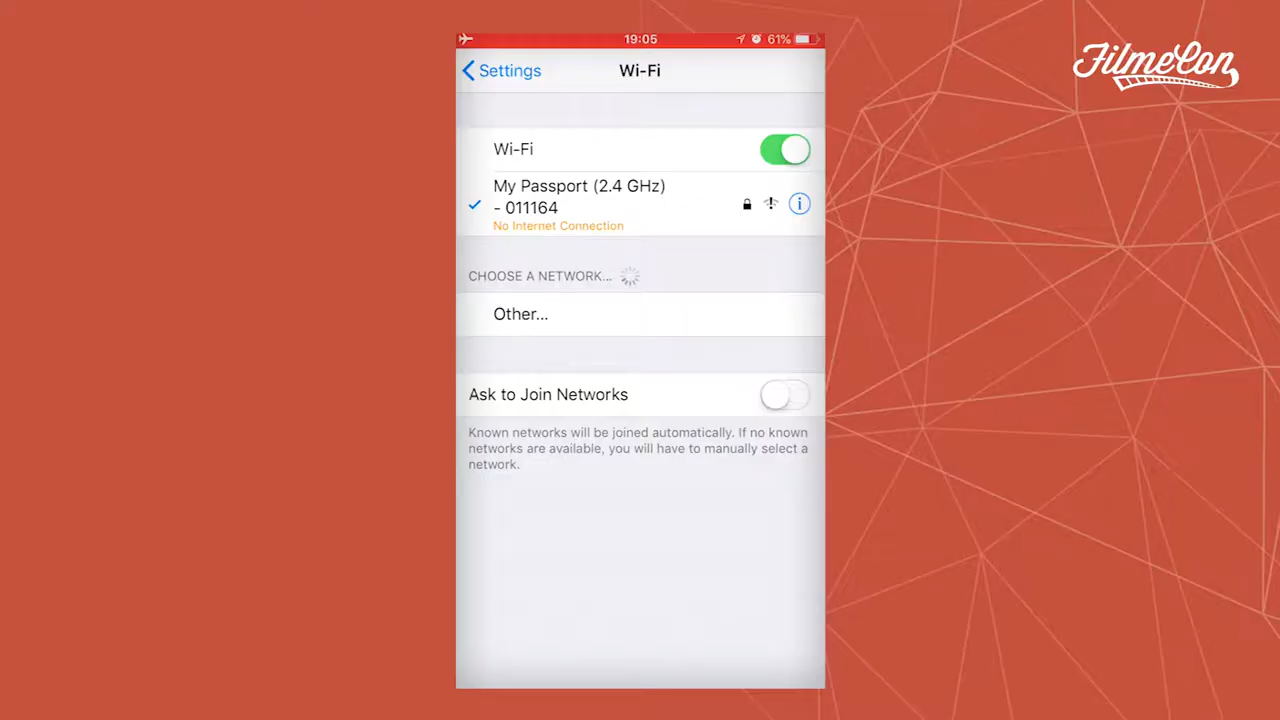 19:05
61%
FilmeCon
Settings
Wi-Fi
Wi-Fi
My Passport (2.4 GHz)
- 011164
No Internet Connection
CHOOSE A NETWORK...
Other...
Ask to Join Networks
Known networks will be joined automatically. If no known
networks are available, you will have to manually select a
network.